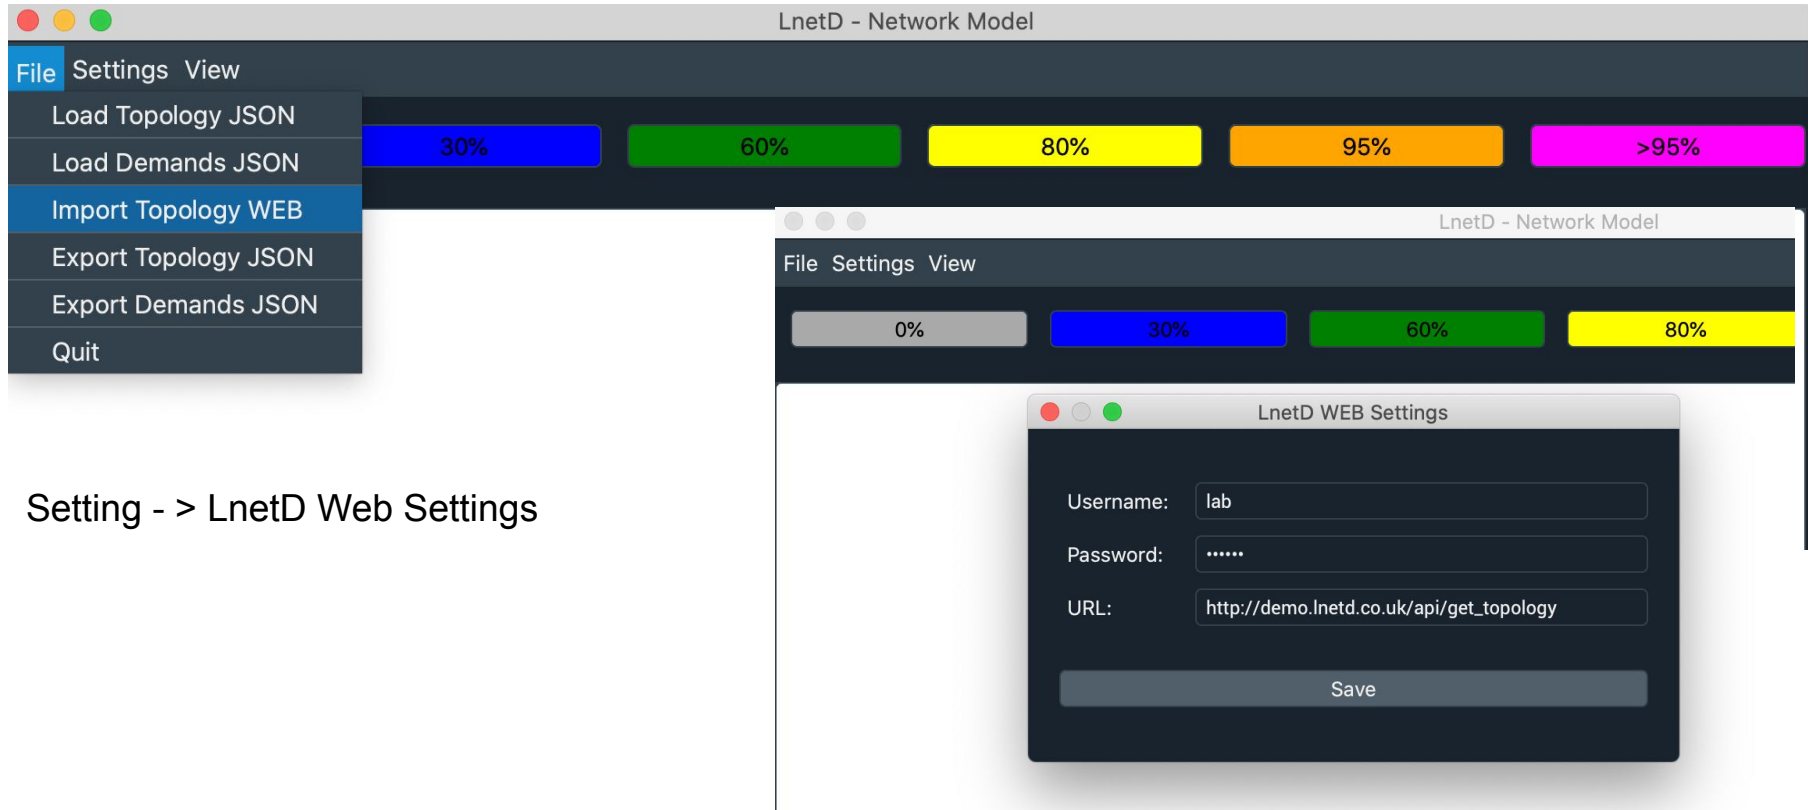 LnetD - Network Model
File Settings View
Load Topology JSON
Load Demands JSON
Import Topology WEB
Export Topology JSON
Export Demands JSON
Quit
30% 60% 80% 95% >95%
LnetD - Network Model
File Settings View
0% 30% 60% 80%
LnetD WEB Settings
Username: lab
Password: ••••••
URL: http://demo.lnetd.co.uk/api/get_topology
Save
Setting - > LnetD Web Settings